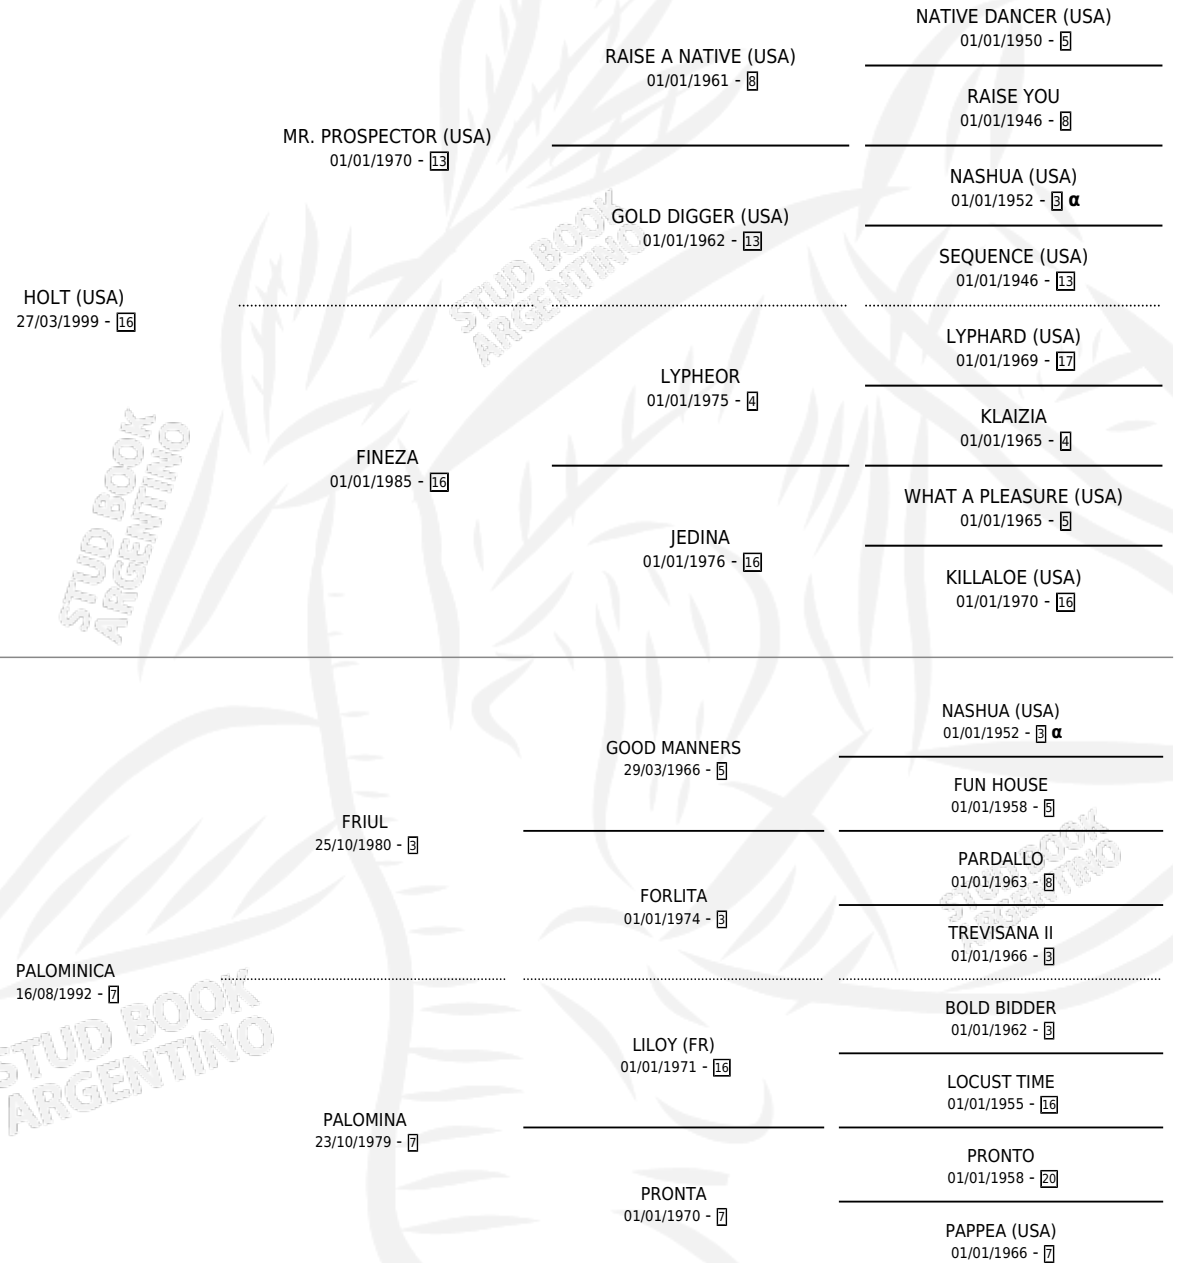 NATIVE DANCER (USA)
01/01/1950 - 5
RAISE A NATIVE (USA)
01/01/1961 - 8
RAISE YOU
01/01/1946 - 8
MR. PROSPECTOR (USA)
01/01/1970 - 13
NASHUA (USA)
01/01/1952 - 3 α
GOLD DIGGER (USA)
01/01/1962 - 13
SEQUENCE (USA)
01/01/1946 - 13
HOLT (USA)
27/03/1999 - 16
LYPHARD (USA)
01/01/1969 - 17
LYPHEOR
01/01/1975 - 4
KLAIZIA
01/01/1965 - 4
FINEZA
01/01/1985 - 16
WHAT A PLEASURE (USA)
01/01/1965 - 5
JEDINA
01/01/1976 - 16
KILLALOE (USA)
01/01/1970 - 16
NASHUA (USA)
01/01/1952 - 3 α
GOOD MANNERS
29/03/1966 - 5
FUN HOUSE
01/01/1958 - 5
FRIUL
25/10/1980 - 3
PARDALLO
01/01/1963 - 8
FORLITA
01/01/1974 - 3
TREVISANA II
01/01/1966 - 3
PALOMINICA
16/08/1992 - 7
BOLD BIDDER
01/01/1962 - 3
LILOY (FR)
01/01/1971 - 16
LOCUST TIME
01/01/1955 - 16
PALOMINA
23/10/1979 - 7
PRONTO
01/01/1958 - 20
PRONTA
01/01/1970 - 7
PAPPEA (USA)
01/01/1966 - 7
STUD BOOK
ARGENTINO
STUD BOOK
ARGENTINO
STUD BOOK
ARGENTINO
STUD BOOK
ARGENTINO